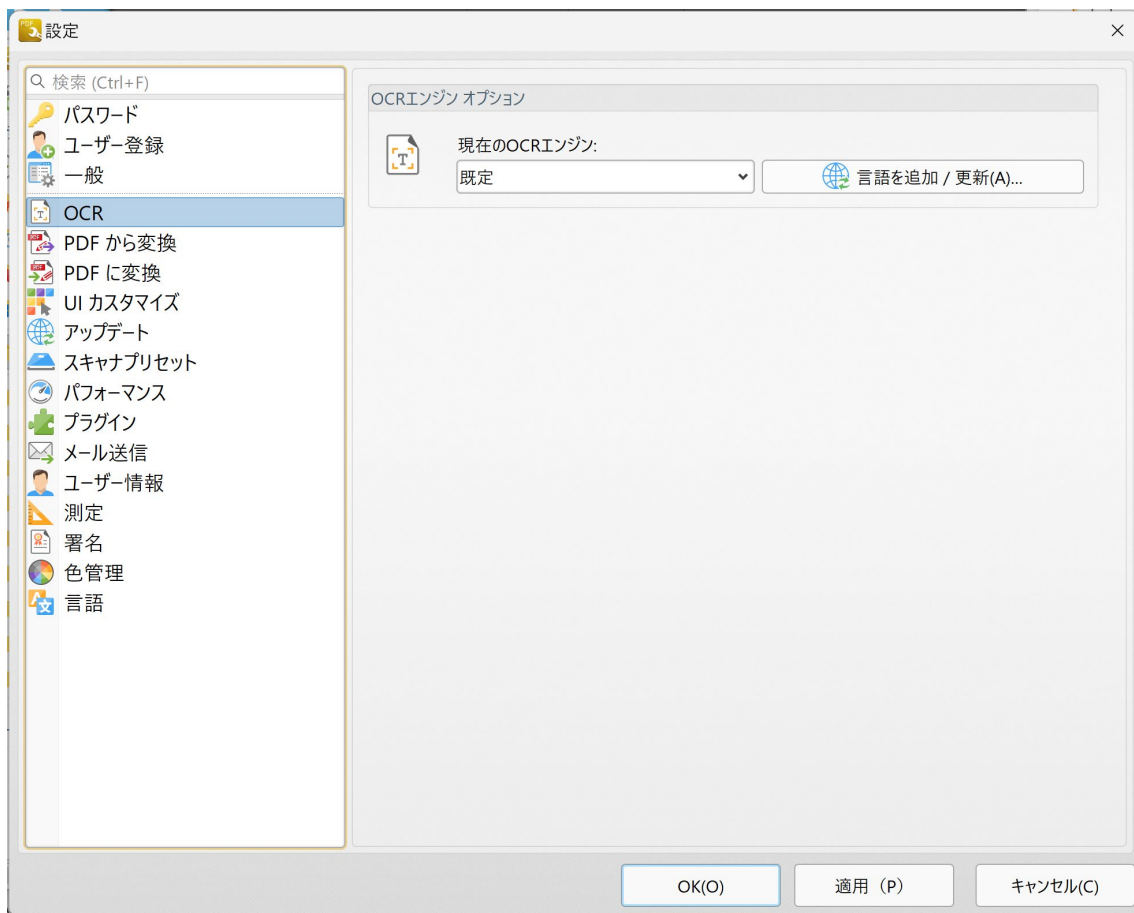 PDF
設定
検索 (Ctrl+F)
パスワード
ユーザー登録
一般
OCR
PDF から変換
PDF に変換
UI カスタマイズ
アップデート
スキャナプリセット
パフォーマンス
プラグイン
メール送信
ユーザー情報
測定
署名
色管理
言語
OCRエンジン オプション
現在のOCRエンジン:
既定
言語を追加 / 更新(A)...
OK(O)
適用（P）
キャンセル(C)